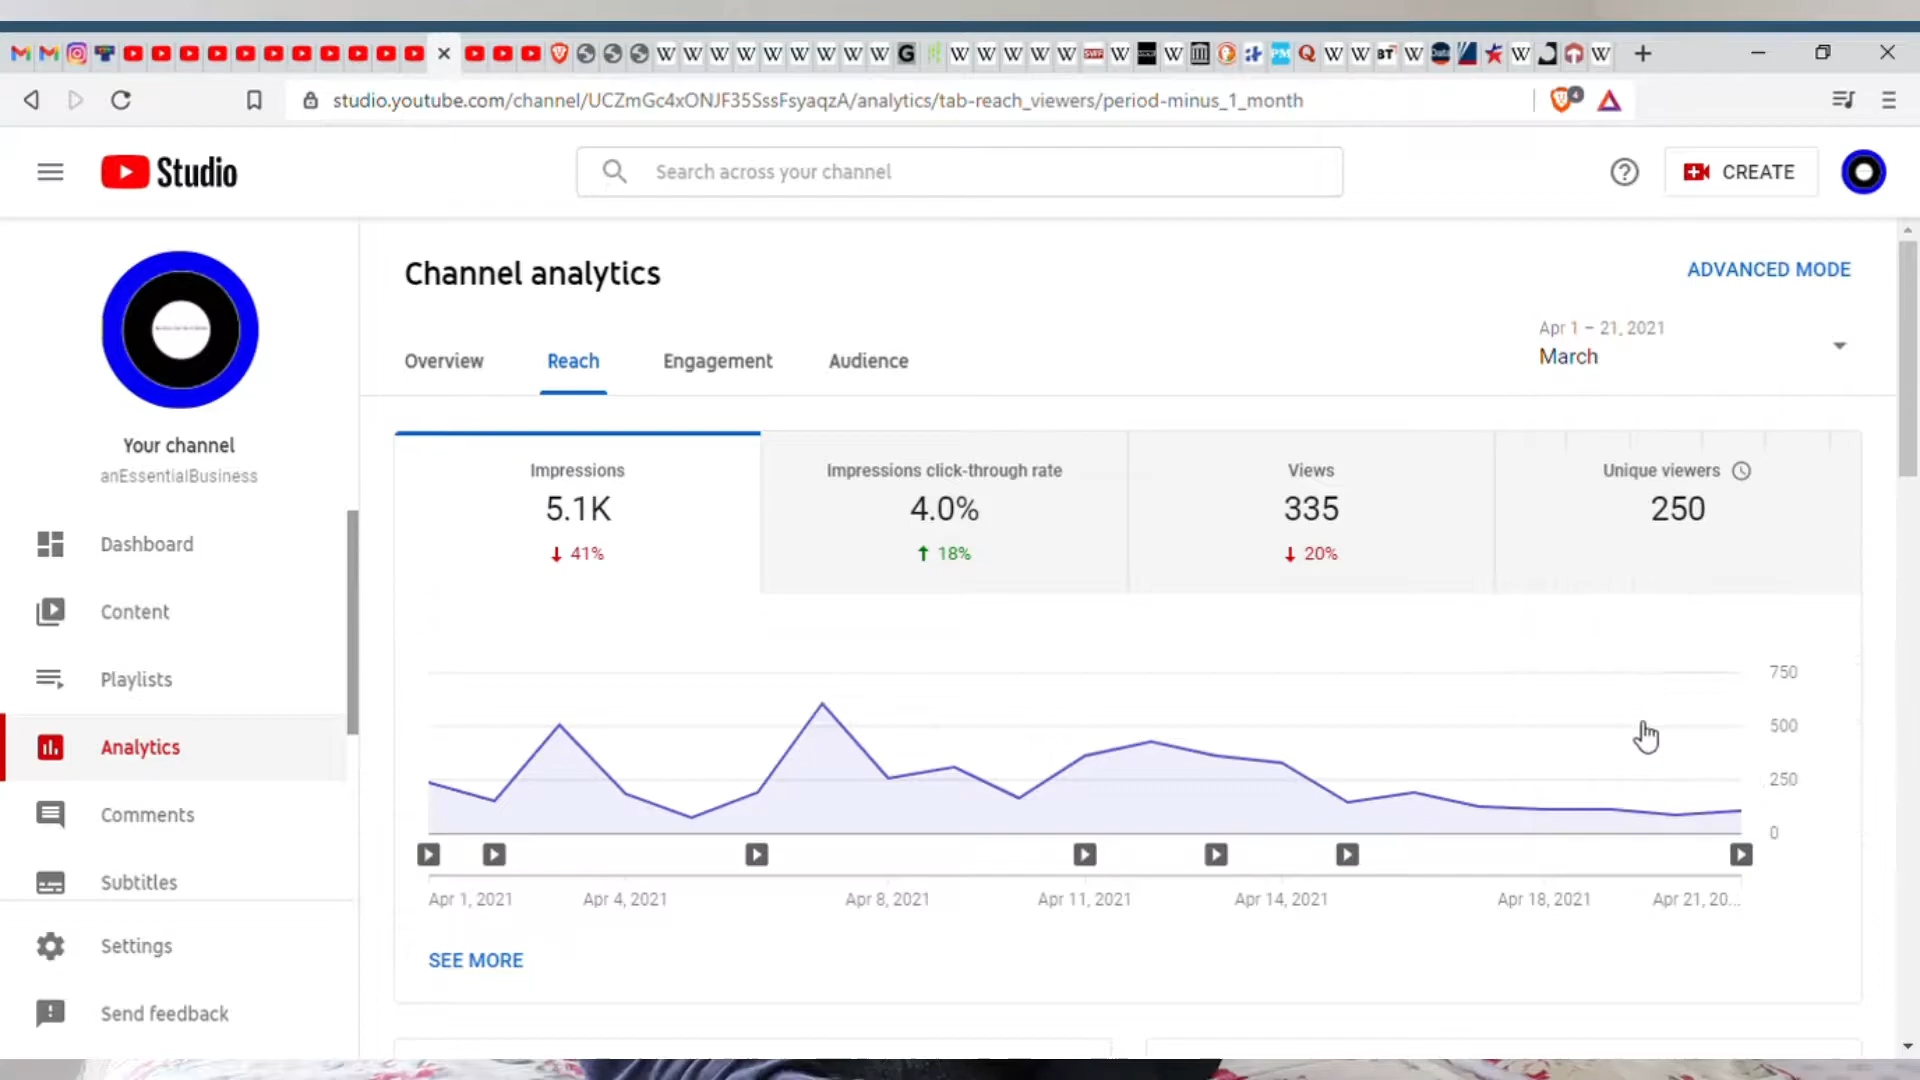 studio.youtube.com/channel/UCZmGc4xONJF35SssFsyaqzA/analytics/tab-reach_viewers/period-minus_1_month
4
Studio
Search across your channel
CREATE
Channel analytics
ADVANCED MODE
Apr 1 – 21, 2021
March
Overview
Reach
Engagement
Audience
Your channel
anEssentialBusiness
Dashboard
Content
Playlists
Analytics
Comments
Subtitles
Settings
Send feedback
Impressions
5.1K
41%
Impressions click-through rate
4.0%
18%
Views
335
20%
Unique viewers
250
750
500
250
0
Apr 1, 2021
Apr 4, 2021
Apr 8, 2021
Apr 11, 2021
Apr 14, 2021
Apr 18, 2021
Apr 21, 20...
SEE MORE